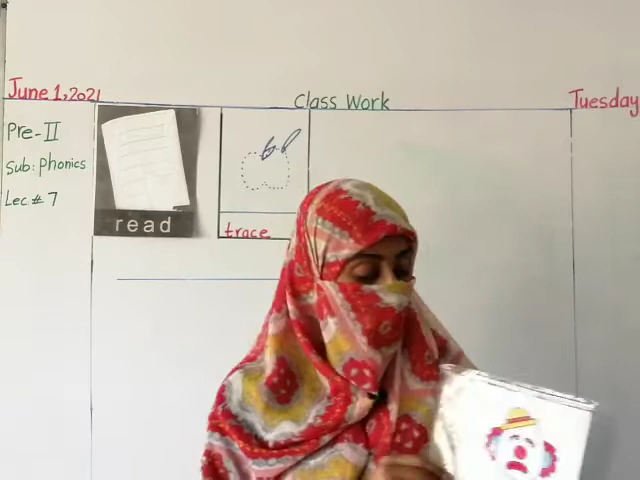 June 1, 2021
Class Work
Tuesday
Pre-II
Sub: Phonics
Lec # 7
read
trace